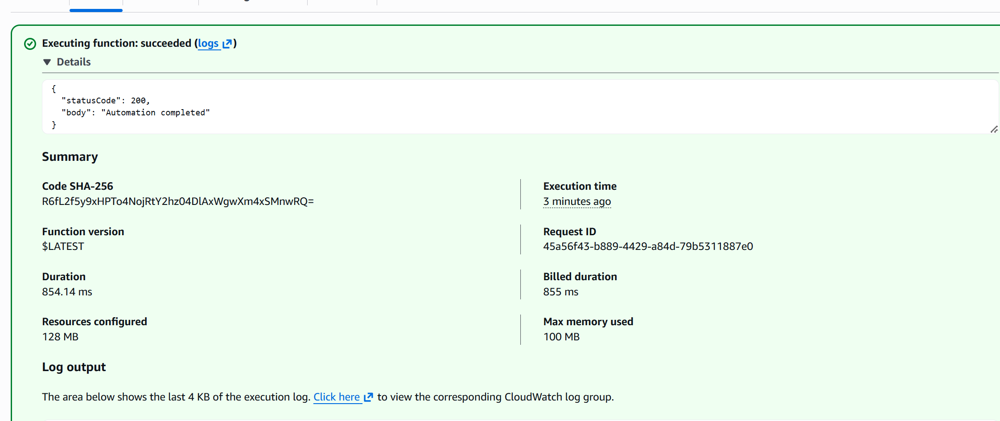 Executing function: succeeded (logs)
Details
{
"statusCode": 200,
"body": "Automation completed"
}
Summary
Code SHA-256
R6fL2f5y9xHPTo4NojRtY2hz04DlAxWgwXm4xSMnwRQ=
Execution time
3 minutes ago
Function version
$LATEST
Request ID
45a56f43-b889-4429-a84d-79b5311887e0
Duration
854.14 ms
Billed duration
855 ms
Resources configured
128 MB
Max memory used
100 MB
Log output
The area below shows the last 4 KB of the execution log. Click here to view the corresponding CloudWatch log group.